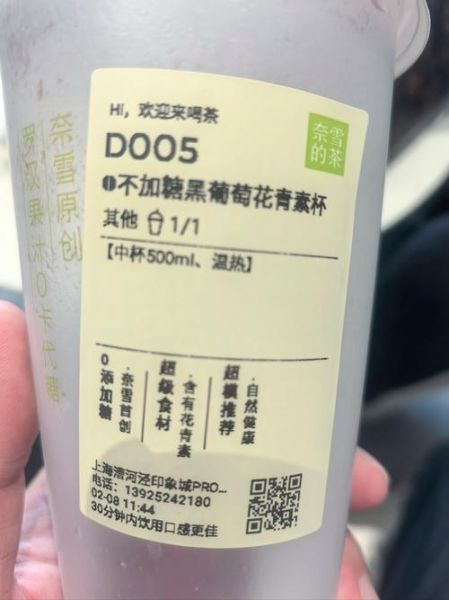 奈雪原创
罗汉果汁0卡代糖
Hi，欢迎来喝茶
奈雪的茶
D005
不加糖黑葡萄花青素杯
其他 1/1
【中杯500ml、温热】
0添加糖
·奈雪首创
超级食材
·含有花青素
超模推荐
·自然健康
上海漕河泾印象城PRO...
电话：13925242180
02-08 11:44
30分钟内饮用口感更佳